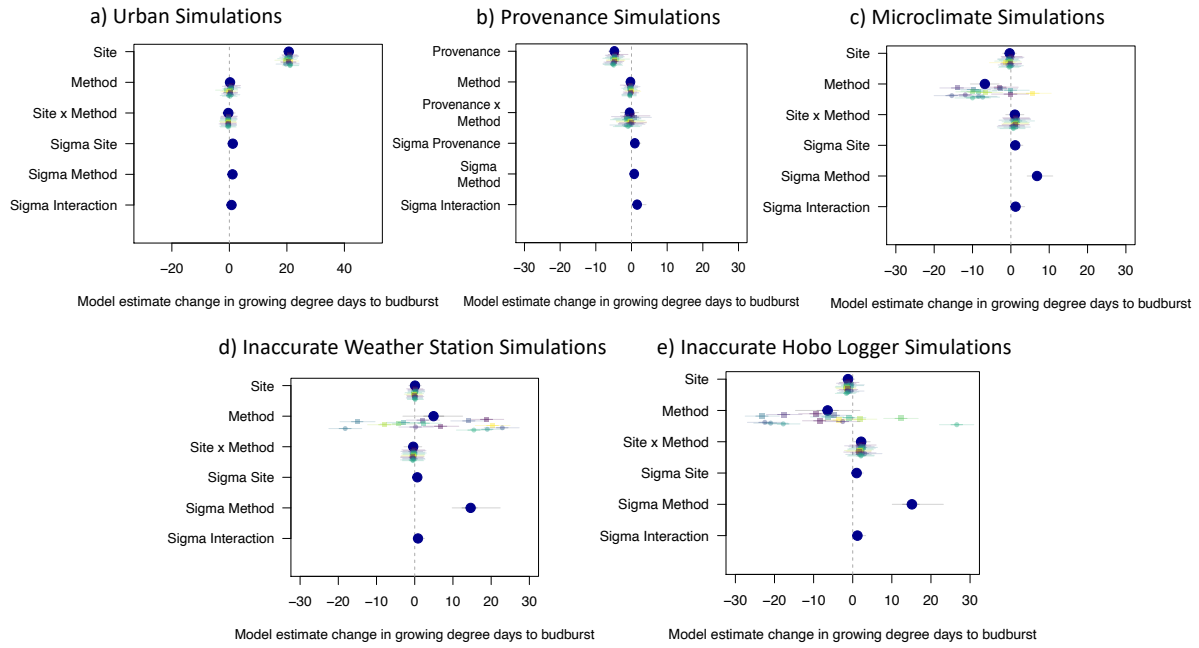 a) Urban Simulations
Site
Method
Site x Method
Sigma Site
Sigma Method
Sigma Interaction
−20 0 20 40
Model estimate change in growing degree days to budburst
b) Provenance Simulations
Provenance
Method
Provenance x
Method
Sigma Provenance
Sigma
Method
Sigma Interaction
−30 −20 −10 0 10 20 30
Model estimate change in growing degree days to budburst
c) Microclimate Simulations
Site
Method
Site x Method
Sigma Site
Sigma Method
Sigma Interaction
−30 −20 −10 0 10 20 30
Model estimate change in growing degree days to budburst
d) Inaccurate Weather Station Simulations
Site
Method
Site x Method
Sigma Site
Sigma Method
Sigma Interaction
−30 −20 −10 0 10 20 30
Model estimate change in growing degree days to budburst
e) Inaccurate Hobo Logger Simulations
Site
Method
Site x Method
Sigma Site
Sigma Method
Sigma Interaction
−30 −20 −10 0 10 20 30
Model estimate change in growing degree days to budburst